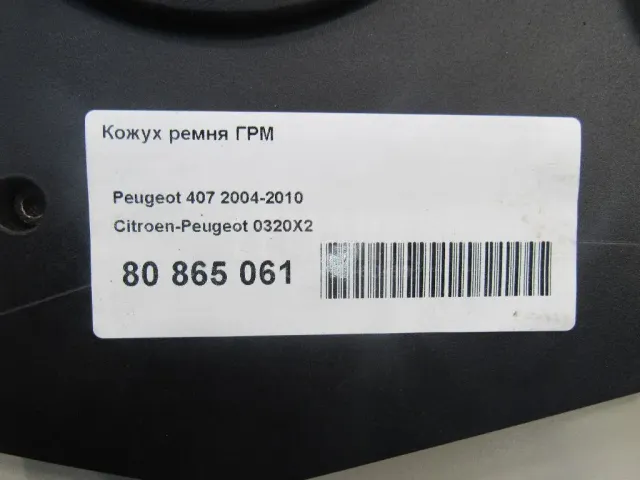 Кожух ремня ГРМ
Peugeot 407 2004-2010
Citroen-Peugeot 0320X2
80 865 061